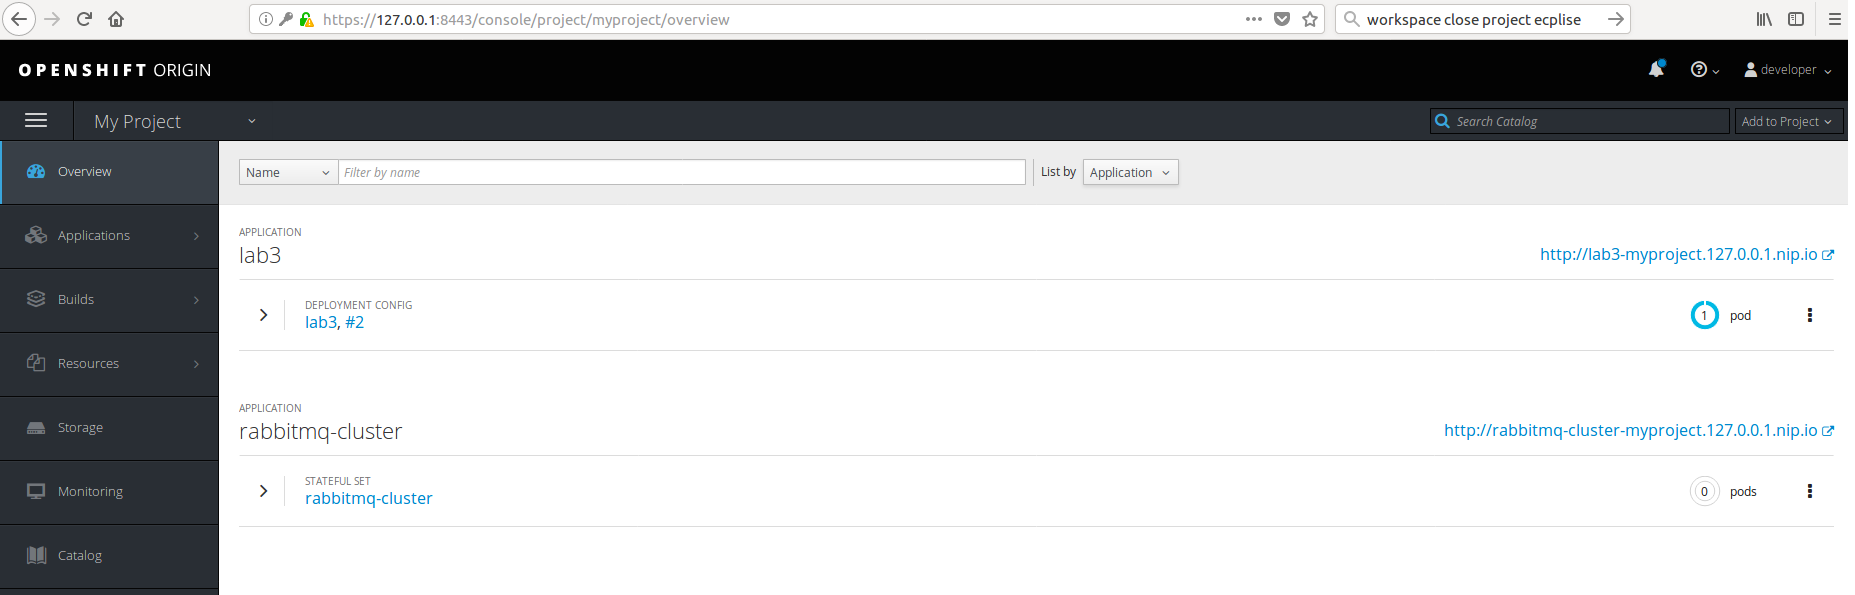 https://127.0.0.1:8443/console/project/myproject/overview
workspace close project ecplise
OPENSHIFT ORIGIN
developer
My Project
Search Catalog
Add to Project
Overview
Applications
Builds
Resources
Storage
Monitoring
Catalog
Name
Filter by name
List by
Application
APPLICATION
lab3
http://lab3-myproject.127.0.0.1.nip.io
DEPLOYMENT CONFIG
lab3, #2
1 pod
APPLICATION
rabbitmq-cluster
http://rabbitmq-cluster-myproject.127.0.0.1.nip.io
STATEFUL SET
rabbitmq-cluster
0 pods